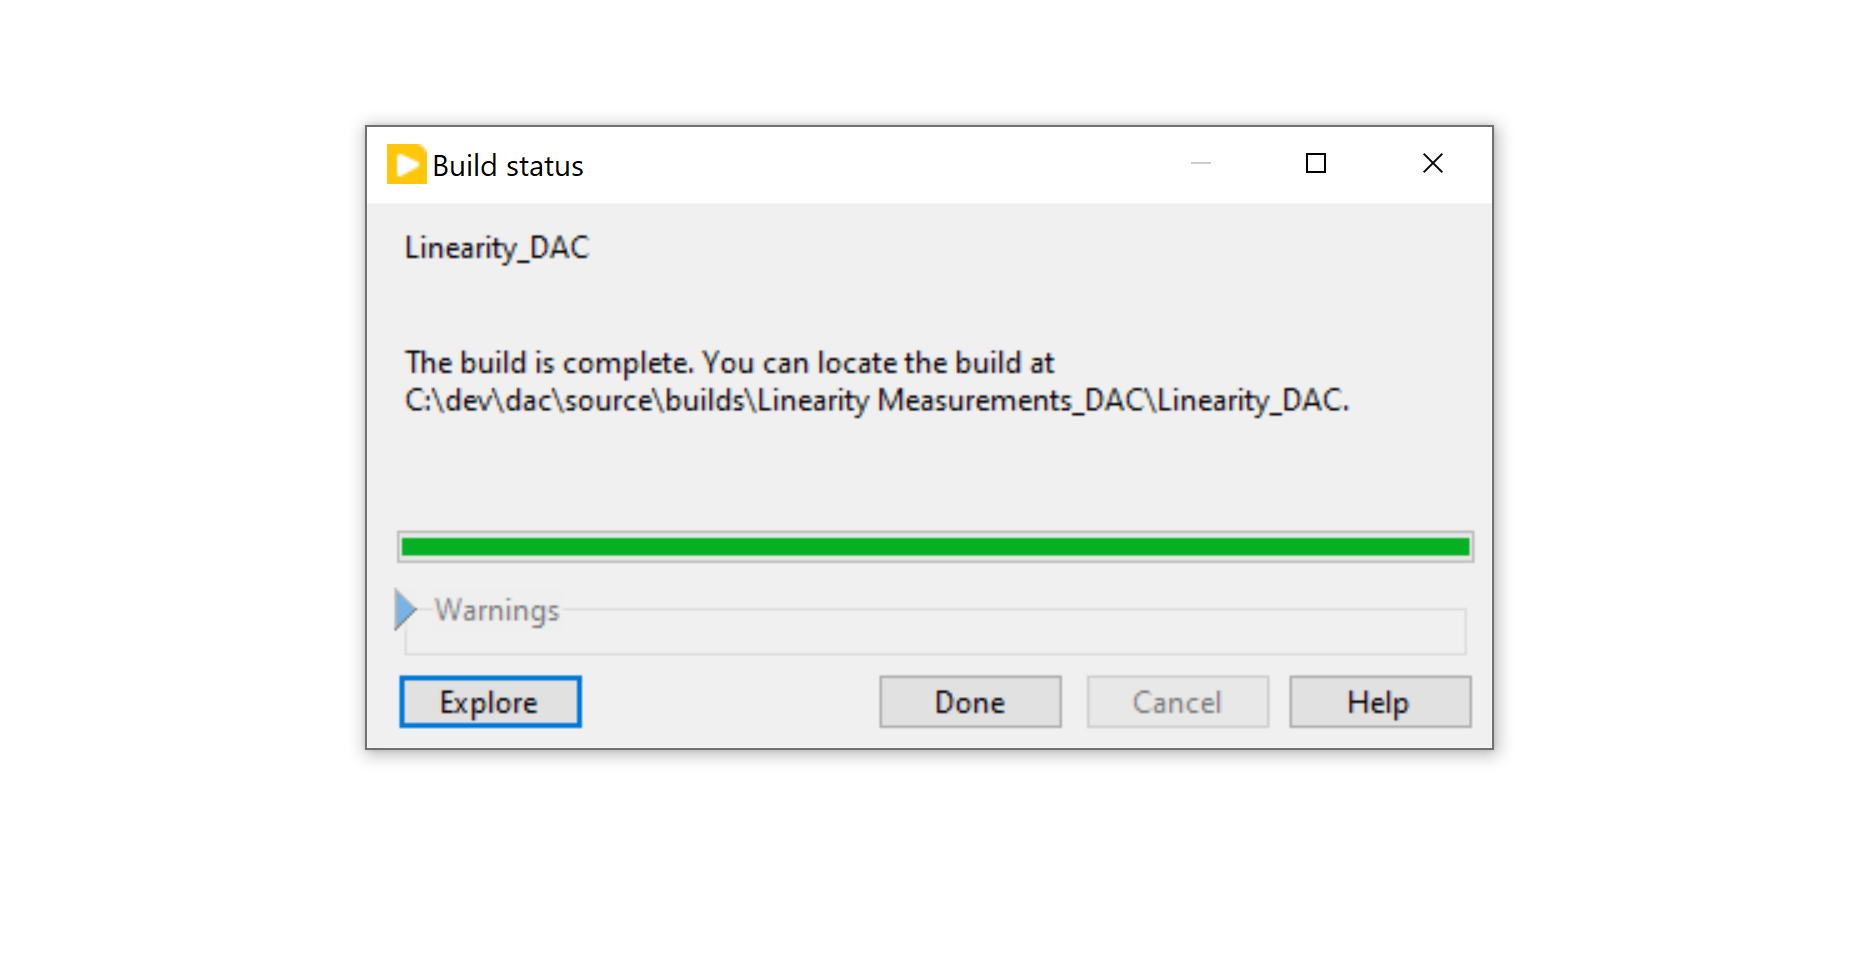 Build status
Linearity_DAC
The build is complete. You can locate the build at
C:\dev\dac\source\builds\Linearity Measurements_DAC\Linearity_DAC.
Warnings
Explore
Done
Cancel
Help